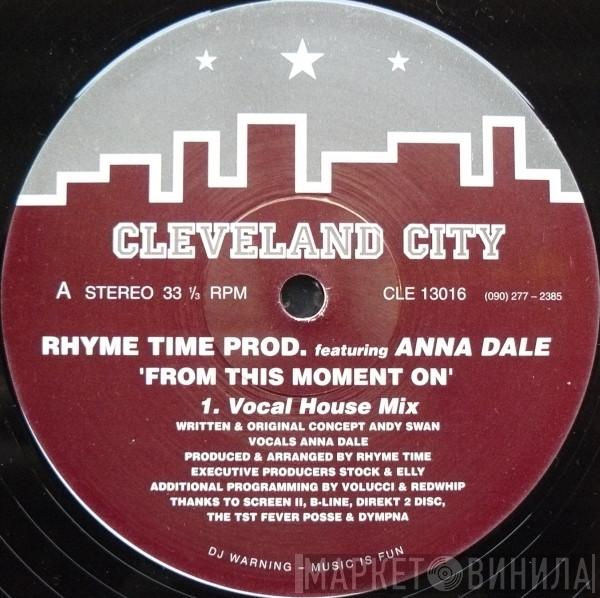 CLEVELAND CITY
A STEREO 33 ⅓ RPM CLE 13016 (090) 277 – 2385
RHYME TIME PROD. featuring ANNA DALE
'FROM THIS MOMENT ON'
1. Vocal House Mix
WRITTEN & ORIGINAL CONCEPT ANDY SWAN
VOCALS ANNA DALE
PRODUCED & ARRANGED BY RHYME TIME
EXECUTIVE PRODUCERS STOCK & ELLY
ADDITIONAL PROGRAMMING BY VOLUCCI & REDWHIP
THANKS TO SCREEN II, B-LINE, DIREKT 2 DISC,
THE TST FEVER POSSE & DYMPNA
DJ WARNING – MUSIC IS FUN
МАРКЕТ ВИНИЛА